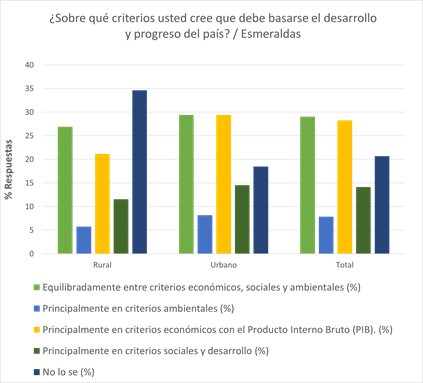 ¿Sobre qué criterios usted cree que debe basarse el desarrollo
y progreso del país? / Esmeraldas
% Respuestas
40
35
30
25
20
15
10
5
0
Rural
Urbano
Total
Equilibradamente entre criterios económicos, sociales y ambientales (%)
Principalmente en criterios ambientales (%)
Principalmente en criterios económicos con el Producto Interno Bruto (PIB). (%)
Principalmente en criterios sociales y desarrollo (%)
No lo se (%)